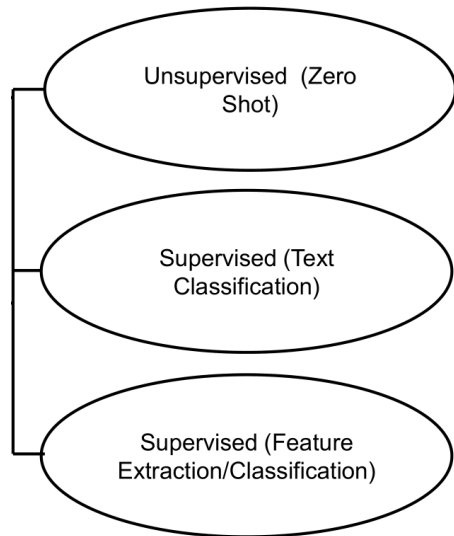 Unsupervised (Zero
Shot)
Supervised (Text
Classification)
Supervised (Feature
Extraction/Classification)